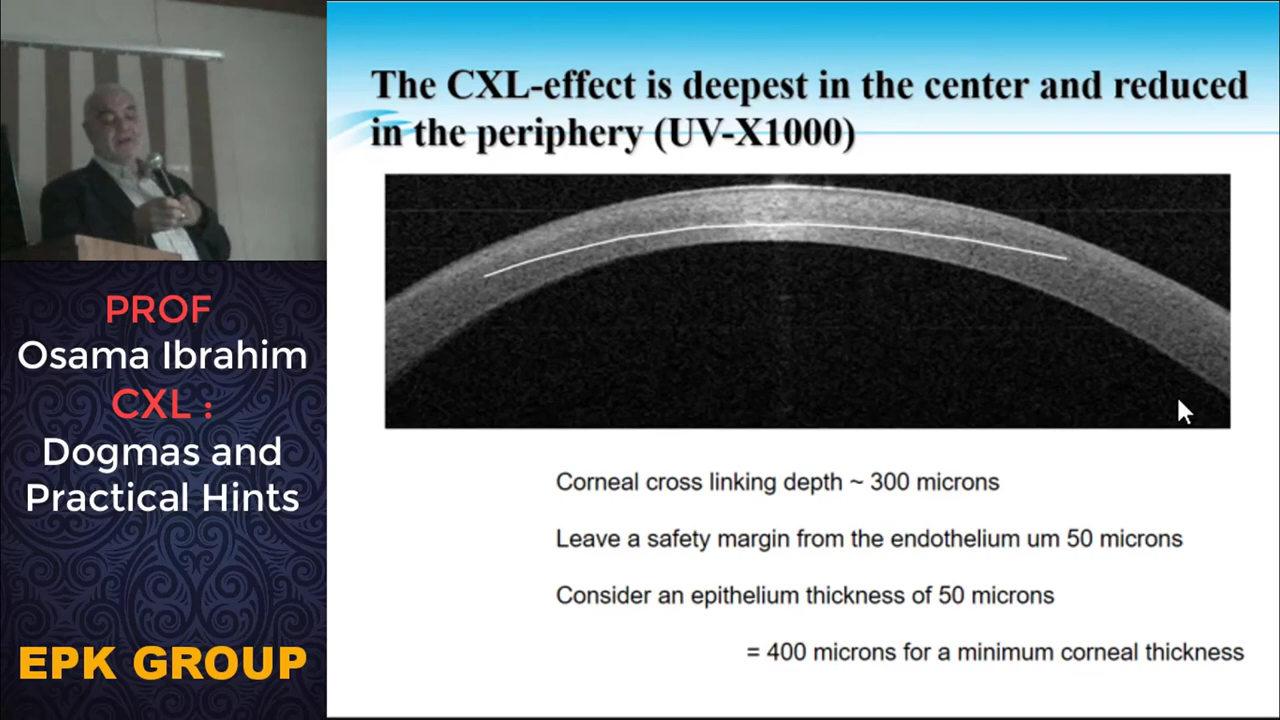 PROF
Osama Ibrahim
CXL :
Dogmas and
Practical Hints
EPK GROUP
The CXL-effect is deepest in the center and reduced
in the periphery (UV-X1000)
Corneal cross linking depth ~ 300 microns
Leave a safety margin from the endothelium um 50 microns
Consider an epithelium thickness of 50 microns
= 400 microns for a minimum corneal thickness